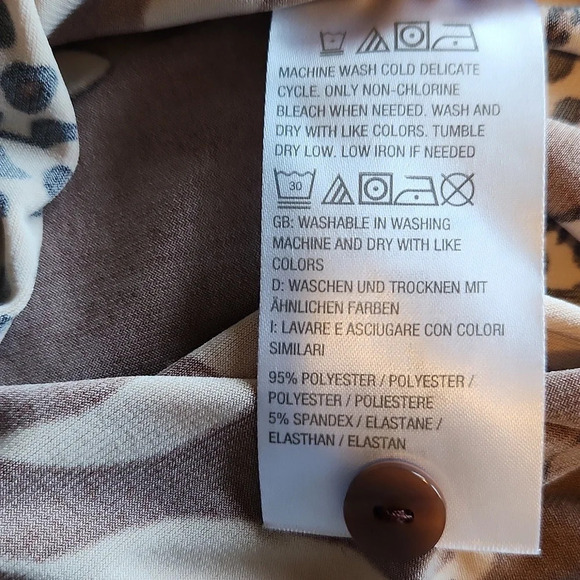 MACHINE WASH COLD DELICATE
CYCLE. ONLY NON-CHLORINE
BLEACH WHEN NEEDED. WASH AND
DRY WITH LIKE COLORS. TUMBLE
DRY LOW. LOW IRON IF NEEDED
30
GB: WASHABLE IN WASHING
MACHINE AND DRY WITH LIKE
COLORS
D: WASCHEN UND TROCKNEN MIT
ÄHNLICHEN FARBEN
I: LAVARE E ASCIUGARE CON COLORI
SIMILARI
95% POLYESTER / POLYESTER /
POLYESTER / POLIESTERE
5% SPANDEX / ELASTANE /
ELASTHAN / ELASTAN